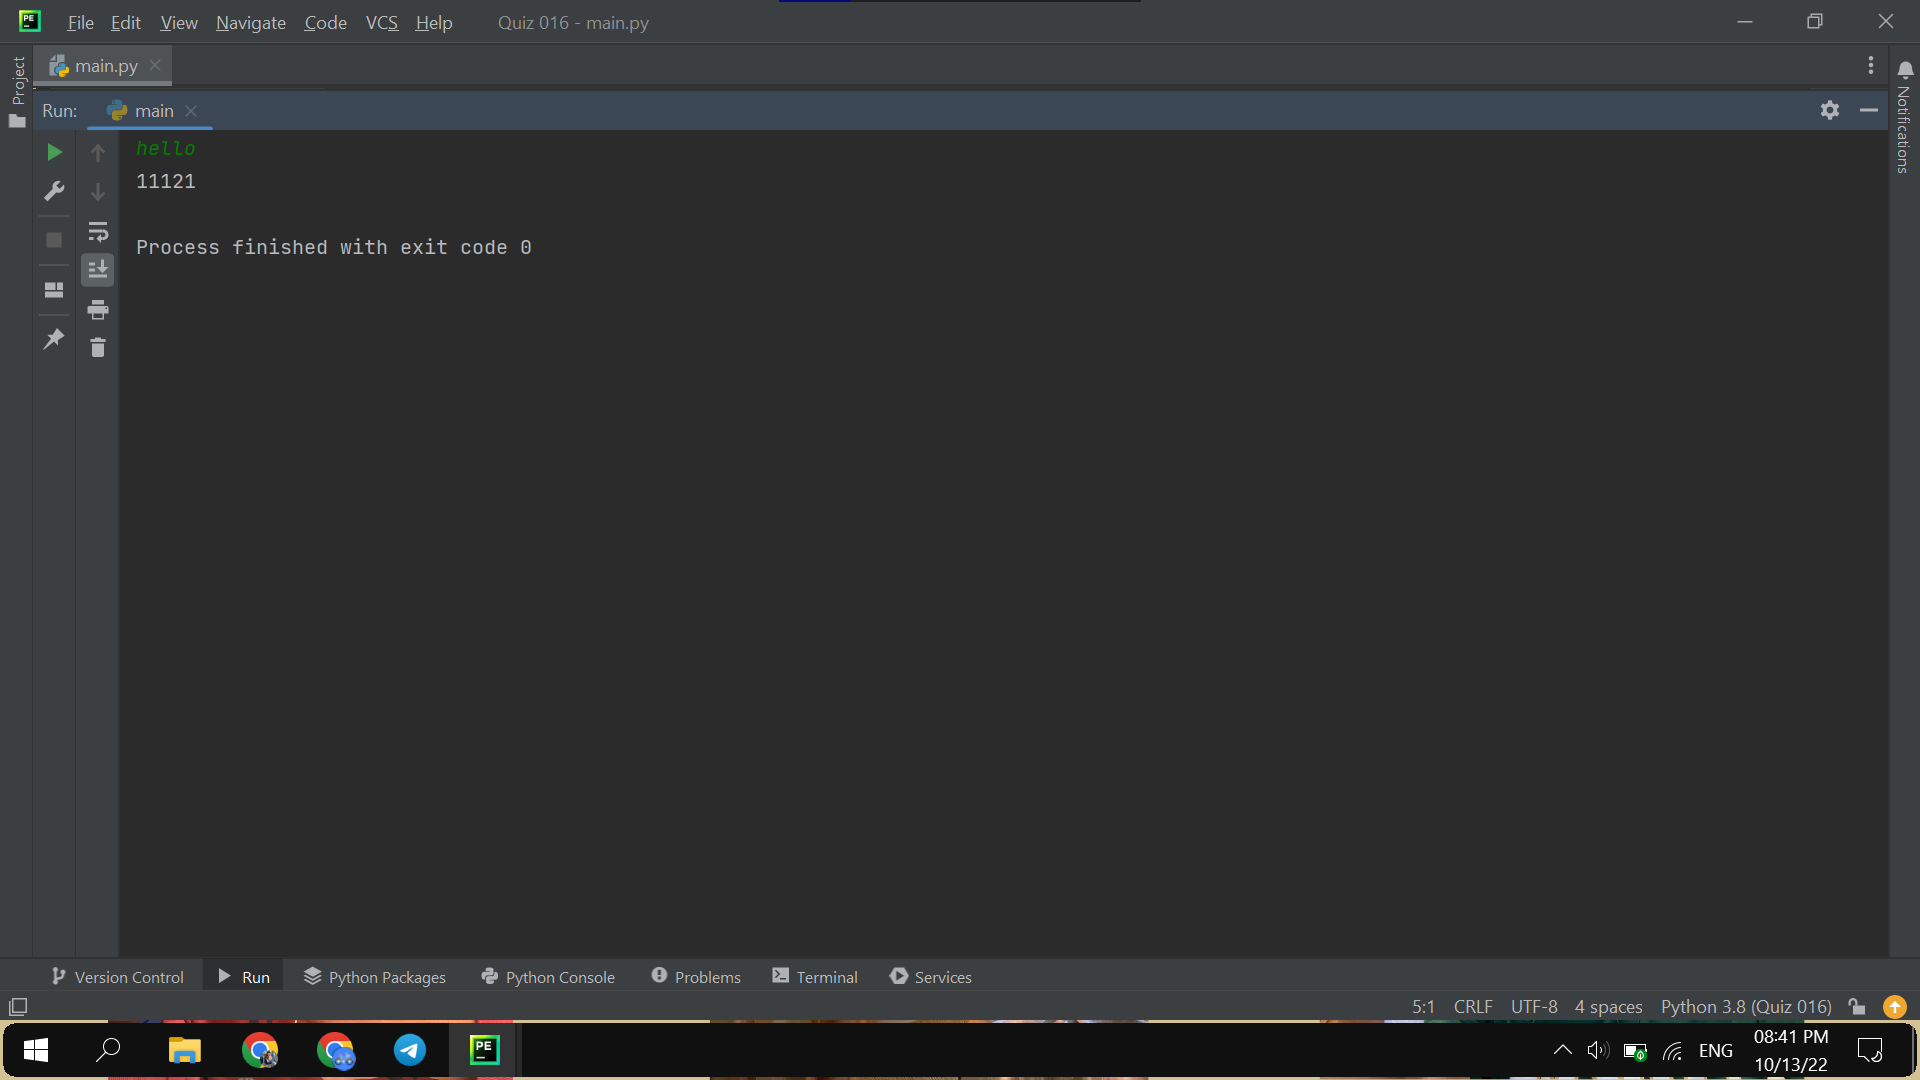 PE File Edit View Navigate Code VCS Help Quiz 016 - main.py
Project
main.py
Notifications
Run: main
hello
11121
Process finished with exit code 0
Version Control Run Python Packages Python Console Problems Terminal Services
5:1 CRLF UTF-8 4 spaces Python 3.8 (Quiz 016)
PE ENG 08:41 PM
10/13/22